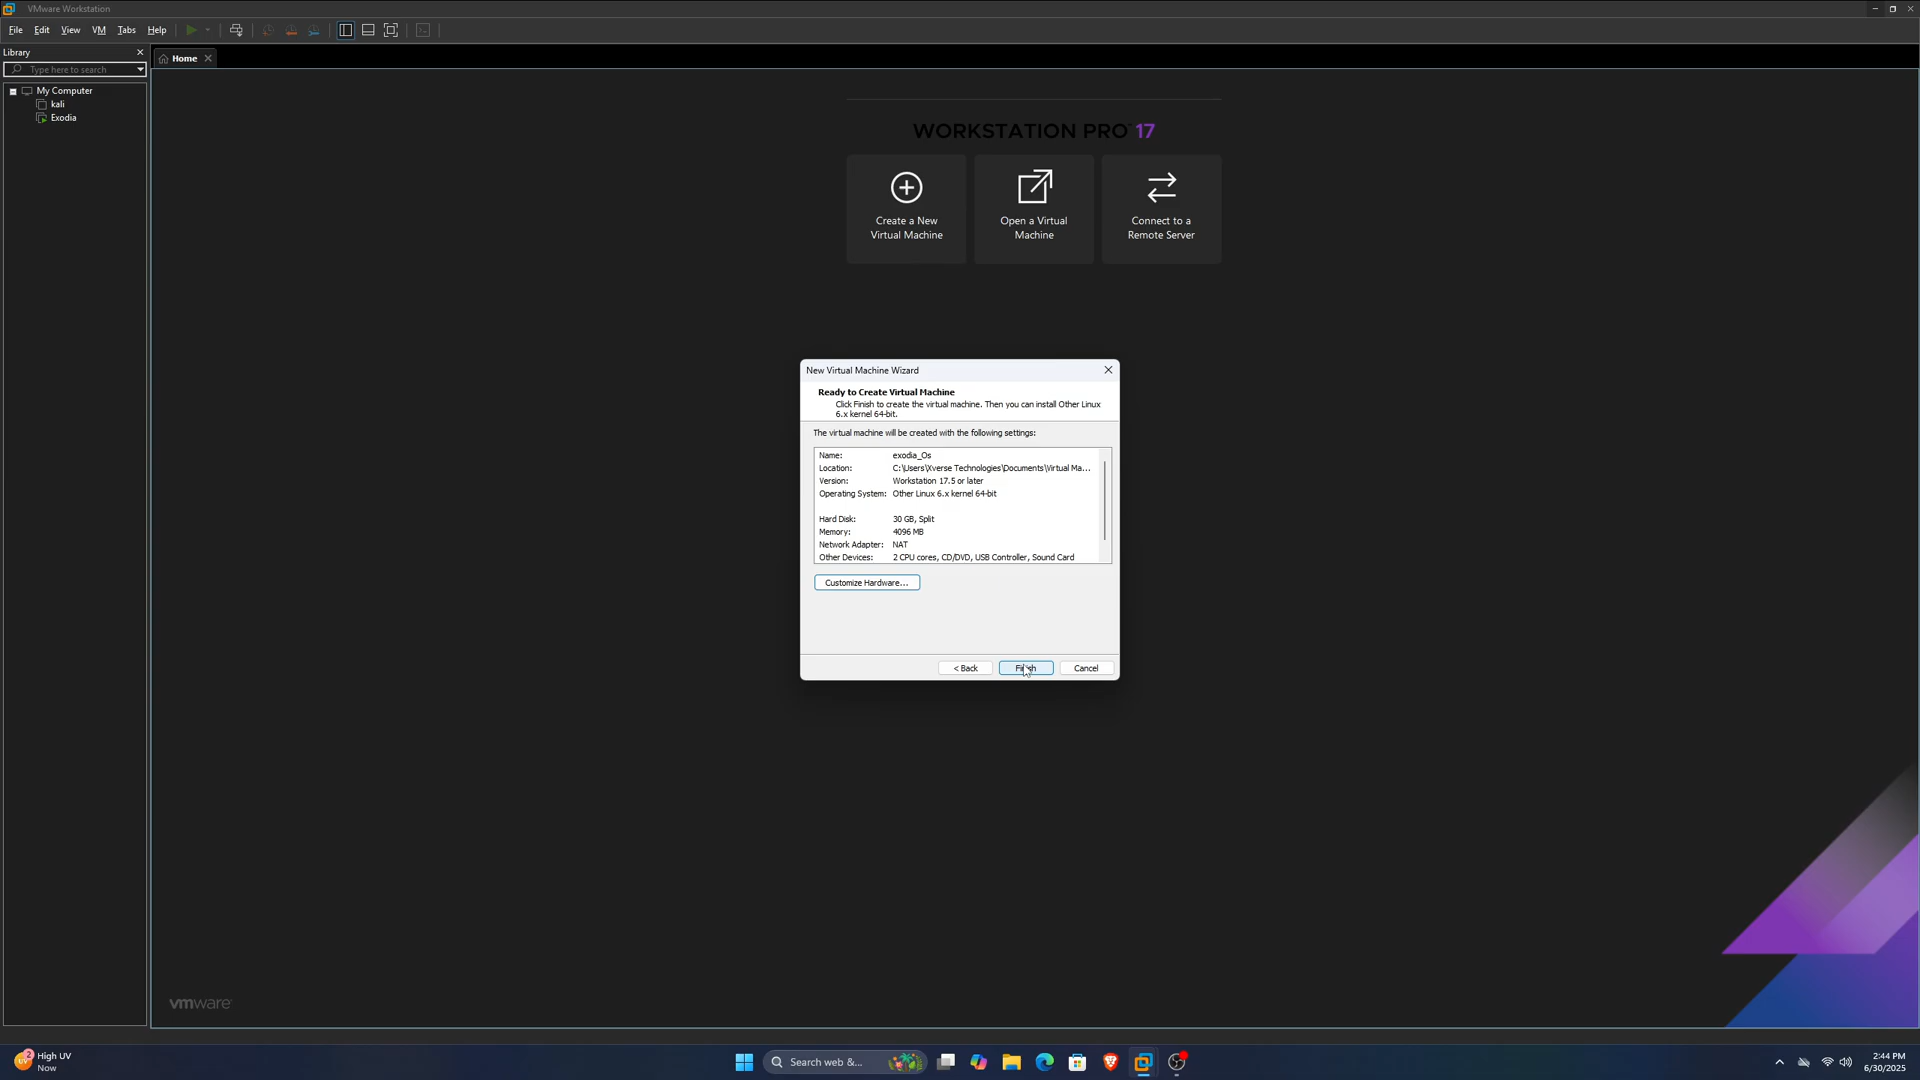 VMware Workstation
File Edit View VM Tabs Help
Library
Type here to search
Home
My Computer
kali
Exodia
WORKSTATION PRO™ 17
Create a New
Virtual Machine
Open a Virtual
Machine
Connect to a
Remote Server
New Virtual Machine Wizard
Ready to Create Virtual Machine
Click Finish to create the virtual machine. Then you can install Other Linux
6.x kernel 64-bit.
The virtual machine will be created with the following settings:
Name: exodia_Os
Location: C:\Users\Xverse Technologies\Documents\Virtual Ma...
Version: Workstation 17.5 or later
Operating System: Other Linux 6.x kernel 64-bit
Hard Disk: 30 GB, Split
Memory: 4096 MB
Network Adapter: NAT
Other Devices: 2 CPU cores, CD/DVD, USB Controller, Sound Card
Customize Hardware...
< Back Finish Cancel
vmware
High UV
Now
Search web &...
2:44 PM
6/30/2025